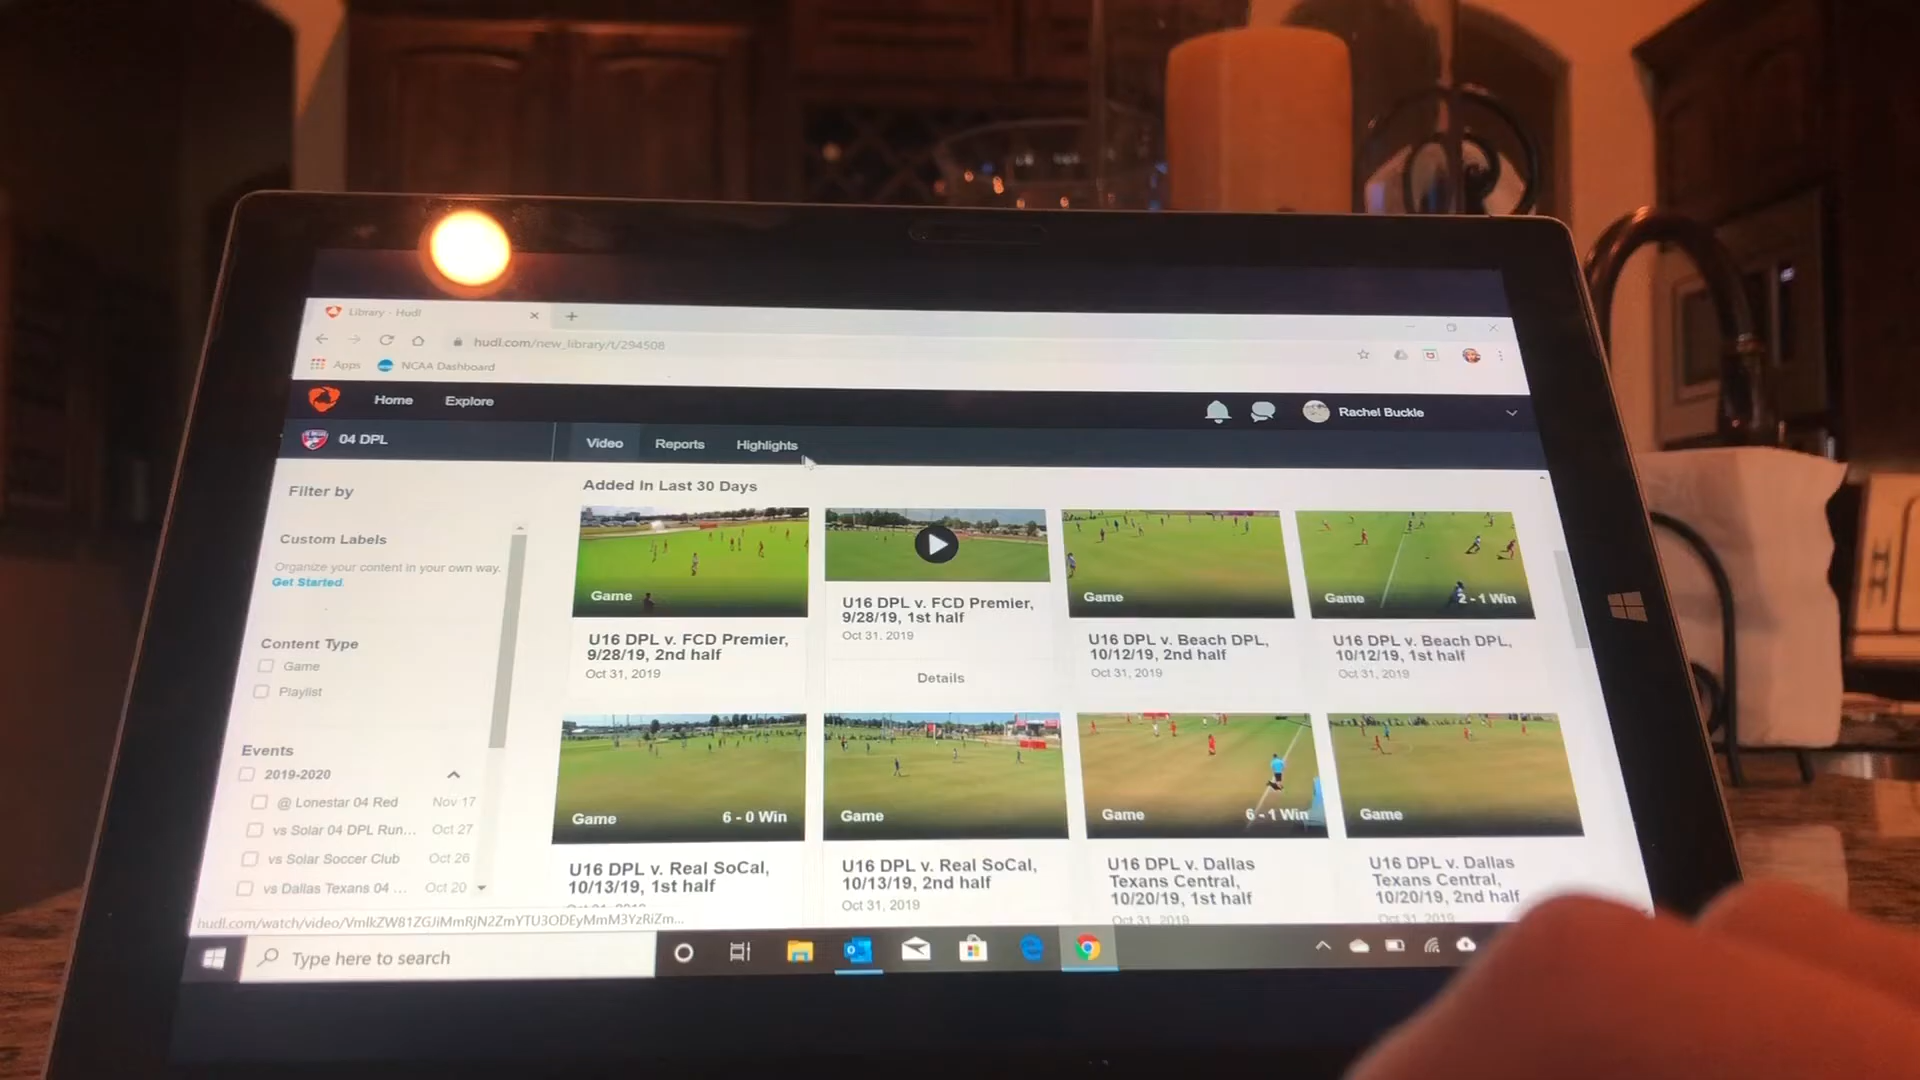 Library - Hudl
hudl.com/new_library/t/294508
Apps
NCAA Dashboard
Home
Explore
Rachel Buckle
04 DPL
Video
Reports
Highlights
Filter by
Custom Labels
Organize your content in your own way.
Get Started.
Content Type
Game
Playlist
Events
2019-2020
@ Lonestar 04 Red Nov 17
vs Solar 04 DPL Run... Oct 27
vs Solar Soccer Club Oct 26
vs Dallas Texans 04 ... Oct 20
Added In Last 30 Days
Game
U16 DPL v. FCD Premier,
9/28/19, 2nd half
Oct 31, 2019
U16 DPL v. FCD Premier,
9/28/19, 1st half
Oct 31, 2019
Details
Game
U16 DPL v. Beach DPL,
10/12/19, 2nd half
Oct 31, 2019
Game
2 - 1 Win
U16 DPL v. Beach DPL,
10/12/19, 1st half
Oct 31, 2019
Game
6 - 0 Win
U16 DPL v. Real SoCal,
10/13/19, 1st half
Game
U16 DPL v. Real SoCal,
10/13/19, 2nd half
Oct 31, 2019
Game
6 - 1 Win
U16 DPL v. Dallas
Texans Central,
10/20/19, 1st half
Oct 31, 2019
Game
U16 DPL v. Dallas
Texans Central,
10/20/19, 2nd half
Oct 31, 2019
Type here to search